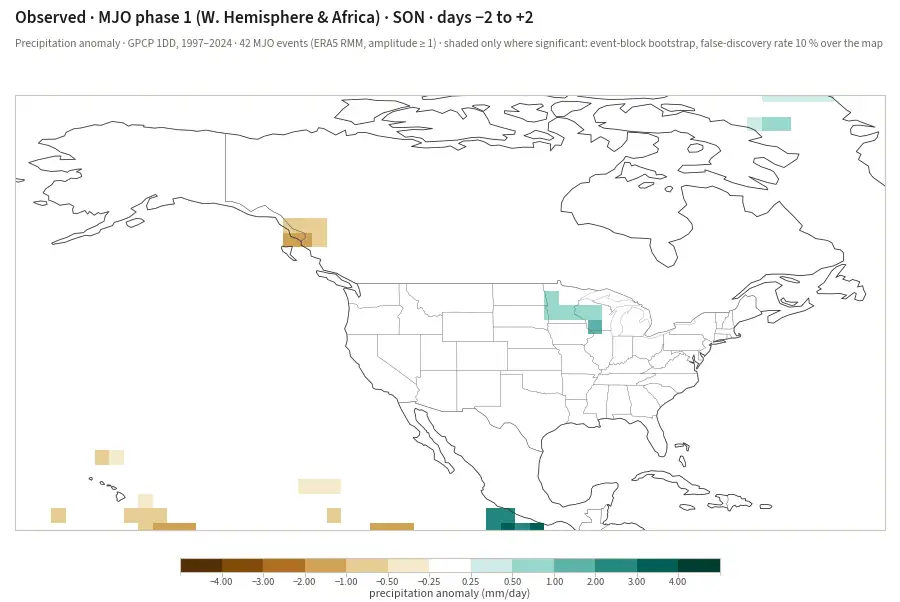 Observed · MJO phase 1 (W. Hemisphere & Africa) · SON · days −2 to +2
Precipitation anomaly · GPCP 1DD, 1997–2024 · 42 MJO events (ERA5 RMM, amplitude ≥ 1) · shaded only where significant: event-block bootstrap, false-discovery rate 10 % over the map
−4.00 −3.00 −2.00 −1.00 −0.50 −0.25 0.25 0.50 1.00 2.00 3.00 4.00
precipitation anomaly (mm/day)